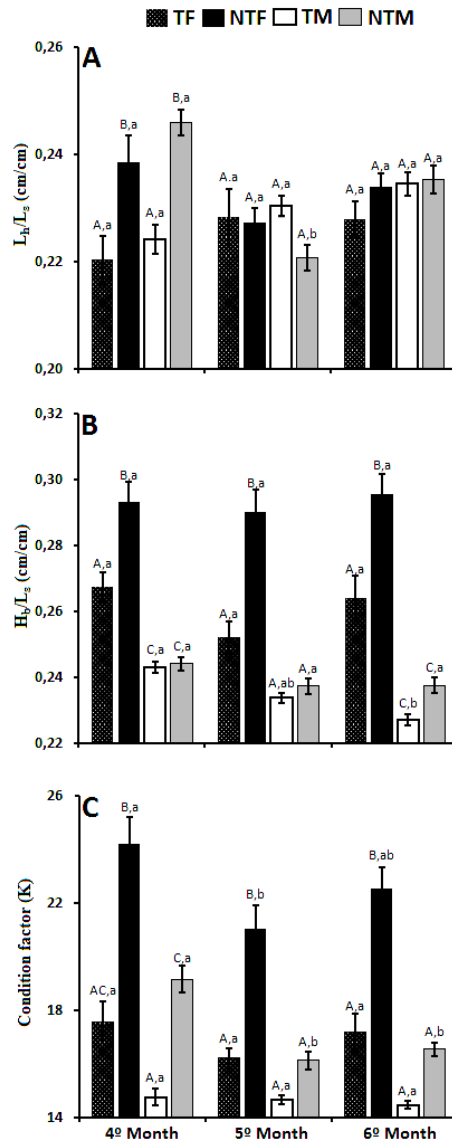 TF NTF TM NTM
A
Lh/Ls (cm/cm)
0,26
0,24
0,22
0,20
A,a B,a A,a B,a
A.a A,a A,a A,b
A,a A,a A,a A,a
B
Hb/Ls (cm/cm)
0,32
0,30
0,28
0,26
0,24
0,22
A,a B,a C,a C,a
A,a B,a A,ab A,a
A,a B,a C,b C,a
C
Condition factor (K)
26
22
18
14
AC,a B,a A,a C,a
A,a B,b A,a A,b
A,a B,ab A,a A,b
4º Month 5º Month 6º Month